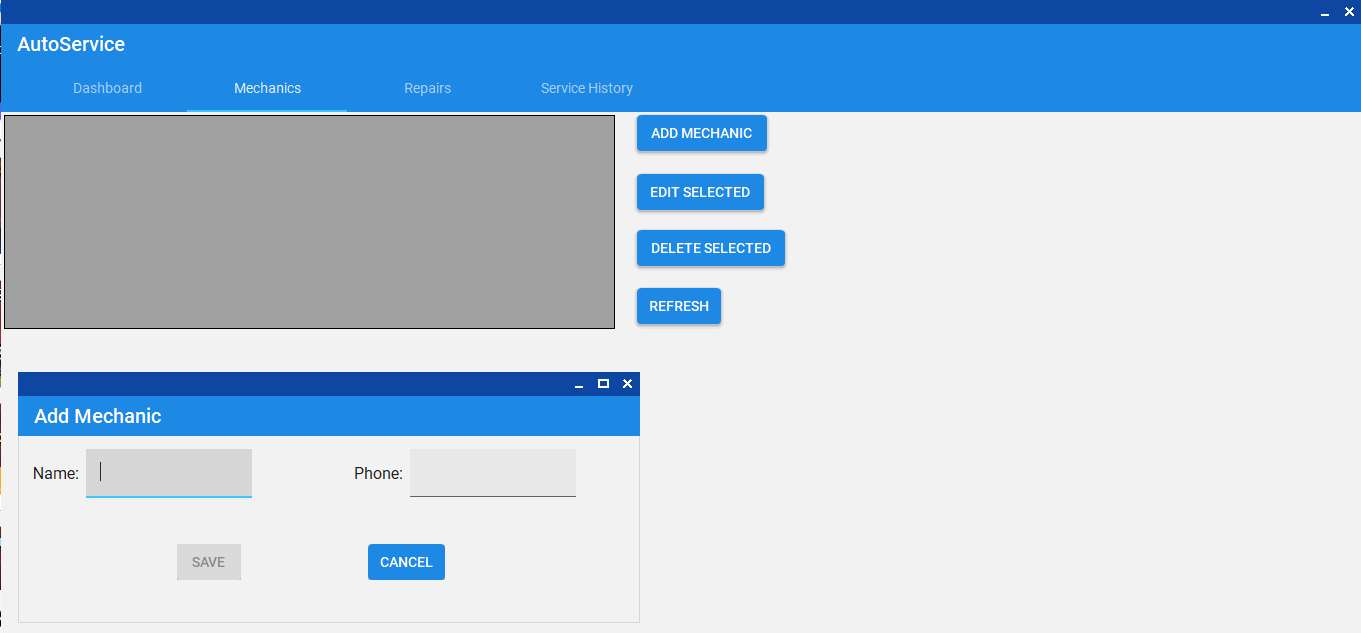 AutoService
Dashboard Mechanics Repairs Service History
ADD MECHANIC
EDIT SELECTED
DELETE SELECTED
REFRESH
Add Mechanic
Name: Phone:
SAVE CANCEL